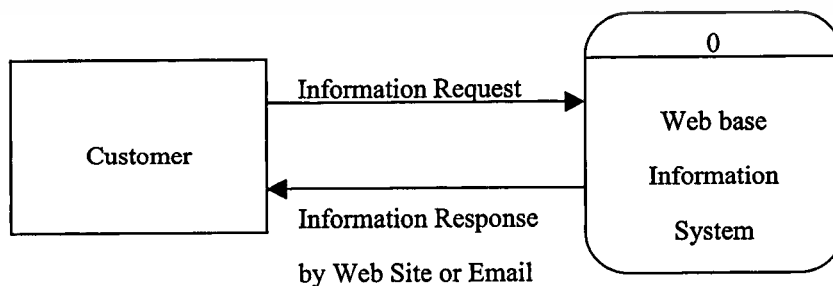 Customer
Information Request
Information Response
by Web Site or Email
0
Web base
Information
System